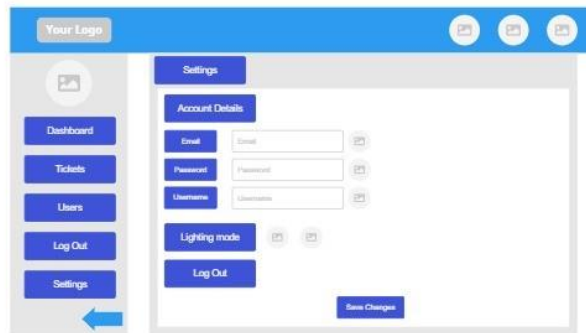 Your Logo
Dashboard
Tickets
Users
Log Out
Settings
Settings
Account Details
Email
Email
Password
Password
Username
Username
Lighting mode
Log Out
Save Changes